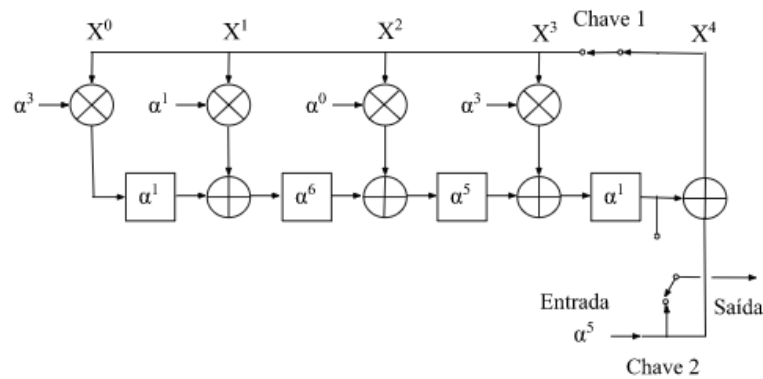 Chave 1
X⁰ X¹ X² X³ X⁴
α³ α¹ α⁰ α³
α¹ α⁶ α⁵ α¹
Entrada Saída
α⁵
Chave 2